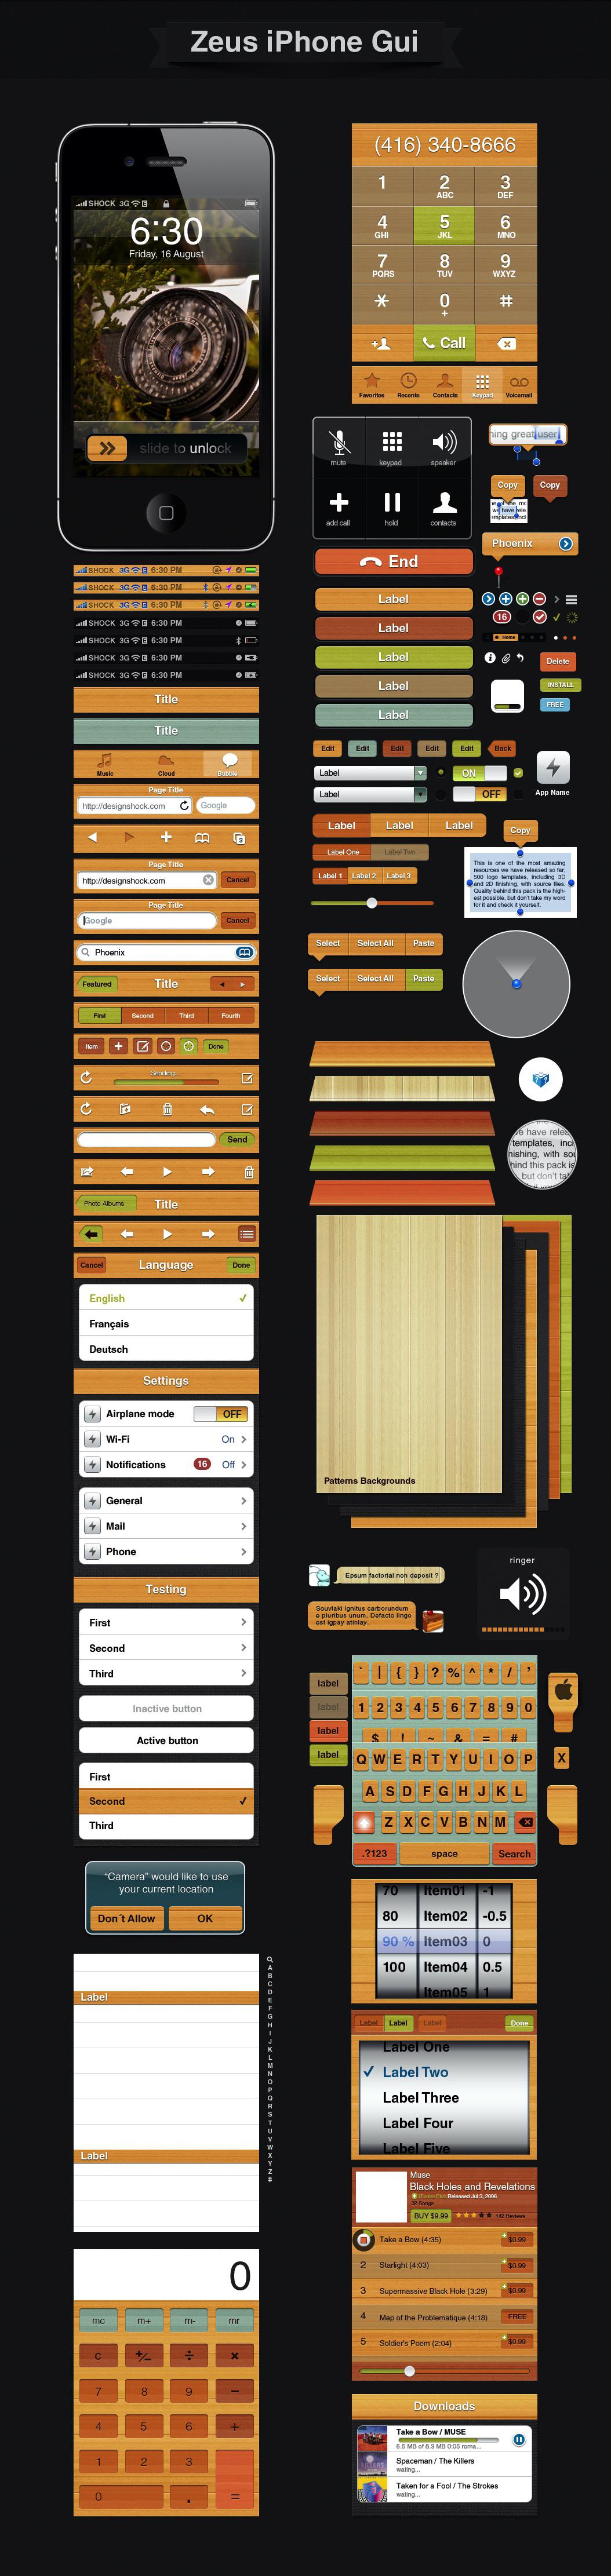 Zeus iPhone Gui
SHOCK 3G
6:30
Friday, 16 August
slide to unlock
SHOCK 3G 6:30 PM
SHOCK 3G 6:30 PM
SHOCK 3G 6:30 PM
SHOCK 3G 6:30 PM
SHOCK 3G 6:30 PM
SHOCK 3G 6:30 PM
SHOCK 3G 6:30 PM
Title
Title
Music Cloud Bubble
Page Title
http://designshock.com Google
Page Title
http://designshock.com Cancel
Page Title
Google Cancel
Phoenix
Featured Title
First Second Third Fourth
Item Done
Sending...
Send
Photo Albums Title
Cancel Language Done
English
Français
Deutsch
Settings
Airplane mode OFF
Wi-Fi On
Notifications 16 Off
General
Mail
Phone
Testing
First
Second
Third
Inactive button
Active button
First
Second
Third
"Camera" would like to use
your current location
Don´t Allow OK
Label
Label
A
B
C
D
E
F
G
H
I
J
K
L
M
N
O
P
Q
R
S
T
U
V
W
X
Y
Z
#
0
mc m+ m- mr
c +/- ÷ ×
7 8 9 −
4 5 6 +
1 2 3
0 . =
(416) 340-8666
1 2 3
ABC DEF
4 5 6
GHI JKL MNO
7 8 9
PQRS TUV WXYZ
* 0 #
+
Call
Favorites Recents Contacts Keypad Voicemail
mute keypad speaker
add call hold contacts
End
Label
Label
Label
Label
Label
Edit Edit Edit Edit Edit Back
Label ON
Label OFF
Label Label Label
Label One Label Two
Label 1 Label 2 Label 3
Select Select All Paste
Select Select All Paste
ning great user
Copy Copy
Phoenix
16
Home
Delete
INSTALL
FREE
App Name
Copy
This is one of the most amazing
resources we have released so far,
500 logo templates, including 3D
and 2D finishing, with source files.
Quality behind this pack is the high-
est possible, but don't take my word
for it and check it yourself.
e have relea
templates, inci
nishing, with sou
hind this pack is
but don't tak
Patterns Backgrounds
Epsum factorial non deposit ?
Souvlaki ignitus carborundum
e pluribus unum. Defacto lingo
est igpay atinlay.
ringer
label
label
label
label
` | { } ? % ^ * / ’
1 2 3 4 5 6 7 8 9 0
$ ! ~ & = #
Q W E R T Y U I O P
A S D F G H J K L
Z X C V B N M
.?123 space Search
X
70 Item01 -1
80 Item02 -0.5
90 % Item03 0
100 Item04 0.5
Item05 1
Label Label Label Done
Label One
Label Two
Label Three
Label Four
Label Five
Muse
Black Holes and Revelations
Released Jul 3, 2006
BUY $9.99 142 Reviews
Take a Bow (4:35) $0.99
2 Starlight (4:03) $0.99
3 Supermassive Black Hole (3:29) $0.99
4 Map of the Problematique (4:18) FREE
5 Soldier's Poem (2:04) $0.99
Downloads
Take a Bow / MUSE
6.5 MB of 8.3 MB 0:05 rema...
Spaceman / The Killers
wating...
Taken for a Fool / The Strokes
wating...